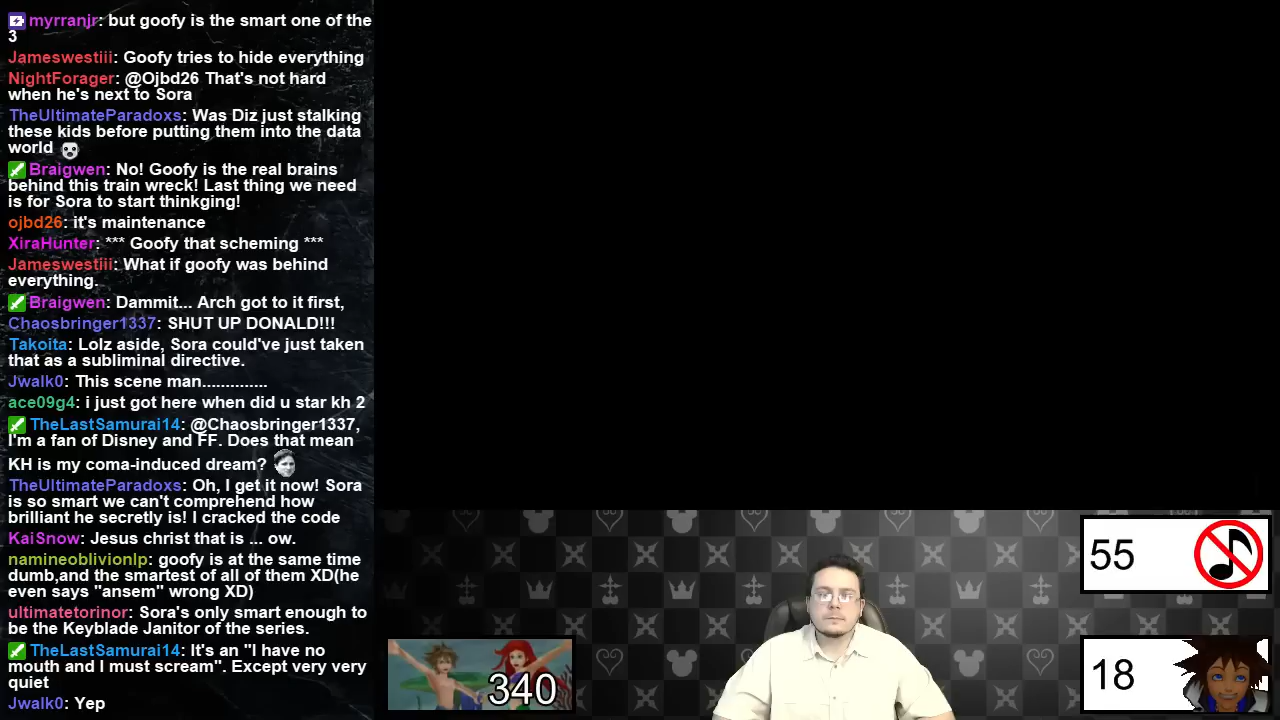 myrranjr: but goofy is the smart one of the
3
Jameswestiii: Goofy tries to hide everything
NightForager: @Ojbd26 That's not hard
when he's next to Sora
TheUltimateParadoxs: Was Diz just stalking
these kids before putting them into the data
world
Braigwen: No! Goofy is the real brains
behind this train wreck! Last thing we need
is for Sora to start thinkging!
ojbd26: it's maintenance
XiraHunter: *** Goofy that scheming ***
Jameswestiii: What if goofy was behind
everything.
Braigwen: Dammit... Arch got to it first,
Chaosbringer1337: SHUT UP DONALD!!!
Takoita: Lolz aside, Sora could've just taken
that as a subliminal directive.
Jwalk0: This scene man..............
ace09g4: i just got here when did u star kh 2
TheLastSamurai14: @Chaosbringer1337,
I'm a fan of Disney and FF. Does that mean
KH is my coma-induced dream?
TheUltimateParadoxs: Oh, I get it now! Sora
is so smart we can't comprehend how
brilliant he secretly is! I cracked the code
KaiSnow: Jesus christ that is ... ow.
namineoblivionlp: goofy is at the same time
dumb,and the smartest of all of them XD(he
even says "ansem" wrong XD)
ultimatetorinor: Sora's only smart enough to
be the Keyblade Janitor of the series.
TheLastSamurai14: It's an "I have no
mouth and I must scream". Except very very
quiet
Jwalk0: Yep
340
55
18